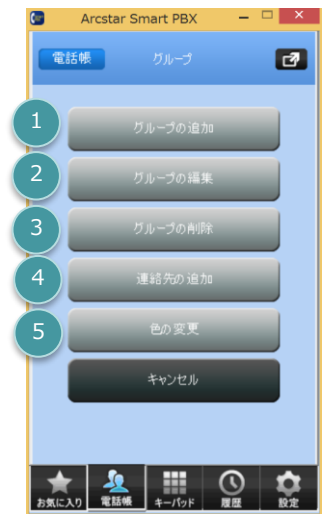 Arcstar Smart PBX
電話帳
グループ
1
グループの追加
2
グループの編集
3
グループの削除
4
連絡先の追加
5
色の変更
キャンセル
お気に入り
電話帳
キーパッド
履歴
設定